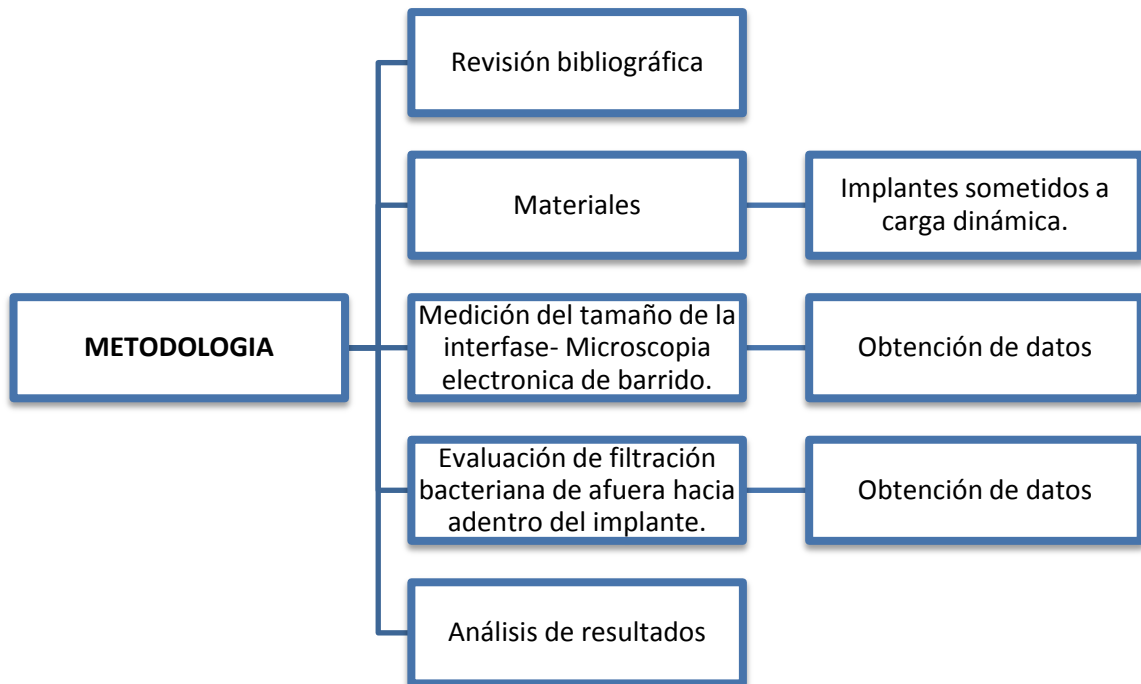 Revisión bibliográfica
Materiales
Implantes sometidos a
carga dinámica.
METODOLOGIA
Medición del tamaño de la
interfase- Microscopia
electronica de barrido.
Obtención de datos
Evaluación de filtración
bacteriana de afuera hacia
adentro del implante.
Obtención de datos
Análisis de resultados